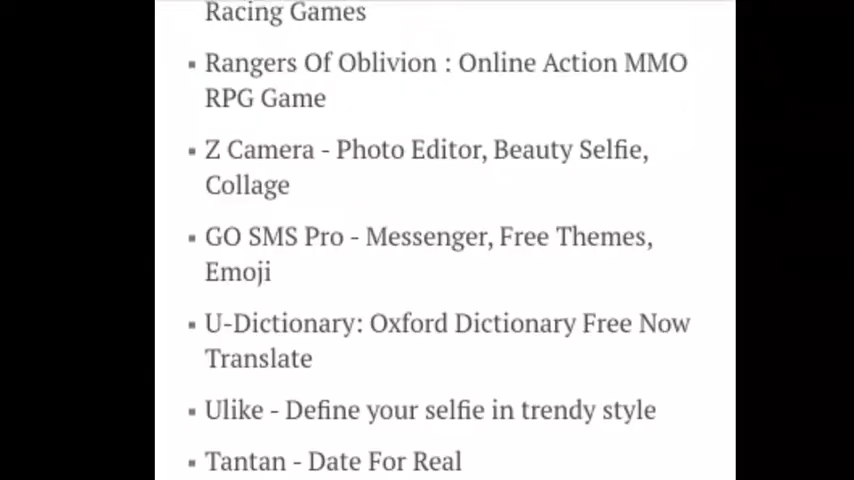 Racing Games
▪ Rangers Of Oblivion : Online Action MMO
RPG Game
▪ Z Camera - Photo Editor, Beauty Selfie,
Collage
▪ GO SMS Pro - Messenger, Free Themes,
Emoji
▪ U-Dictionary: Oxford Dictionary Free Now
Translate
▪ Ulike - Define your selfie in trendy style
▪ Tantan - Date For Real